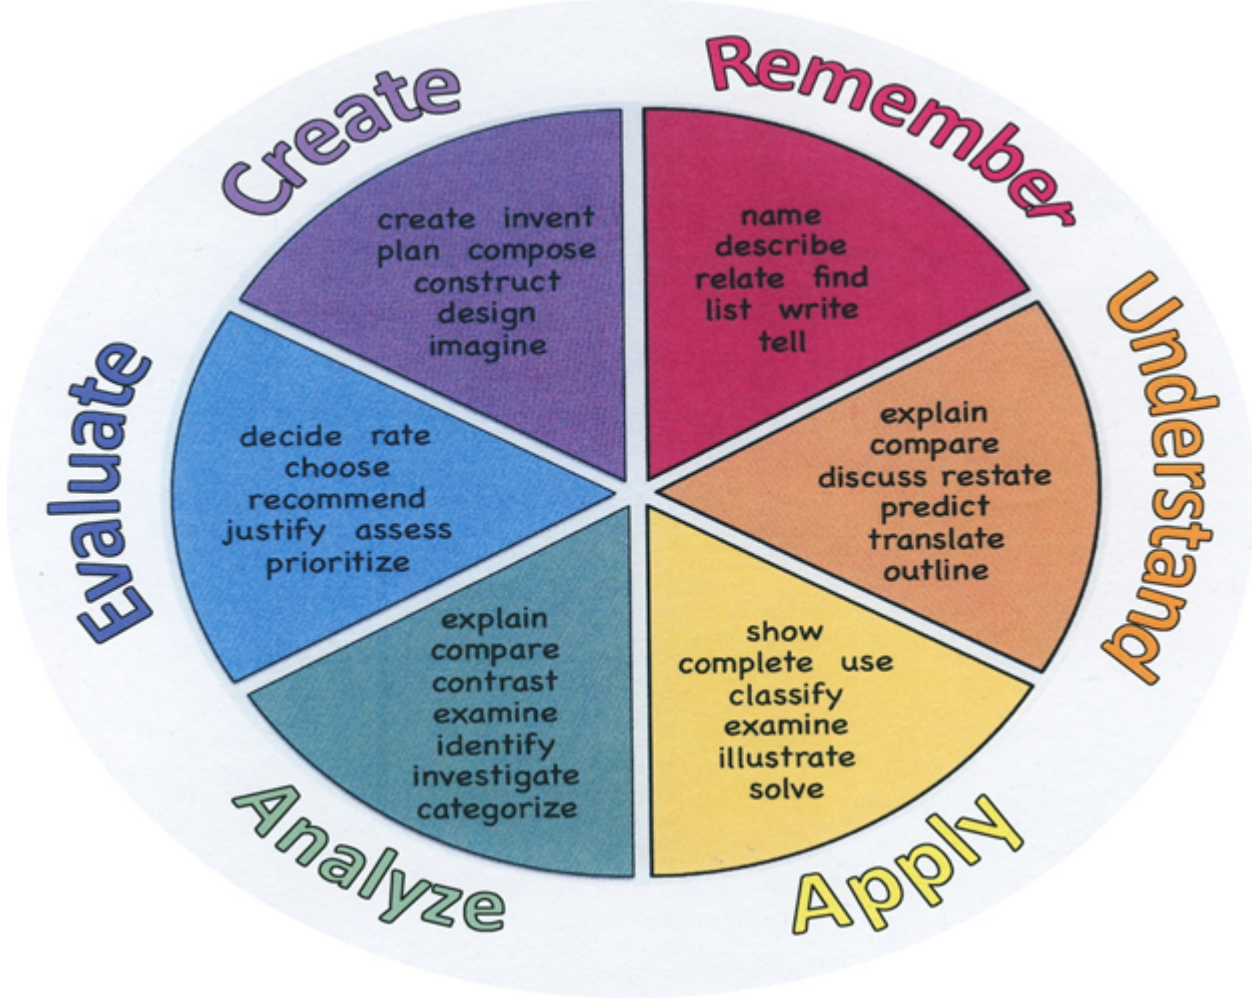 Remember
name
describe
relate find
list write
tell
Understand
explain
compare
discuss restate
predict
translate
outline
Apply
show
complete use
classify
examine
illustrate
solve
Analyze
explain
compare
contrast
examine
identify
investigate
categorize
Evaluate
decide rate
choose
recommend
justify assess
prioritize
Create
create invent
plan compose
construct
design
imagine